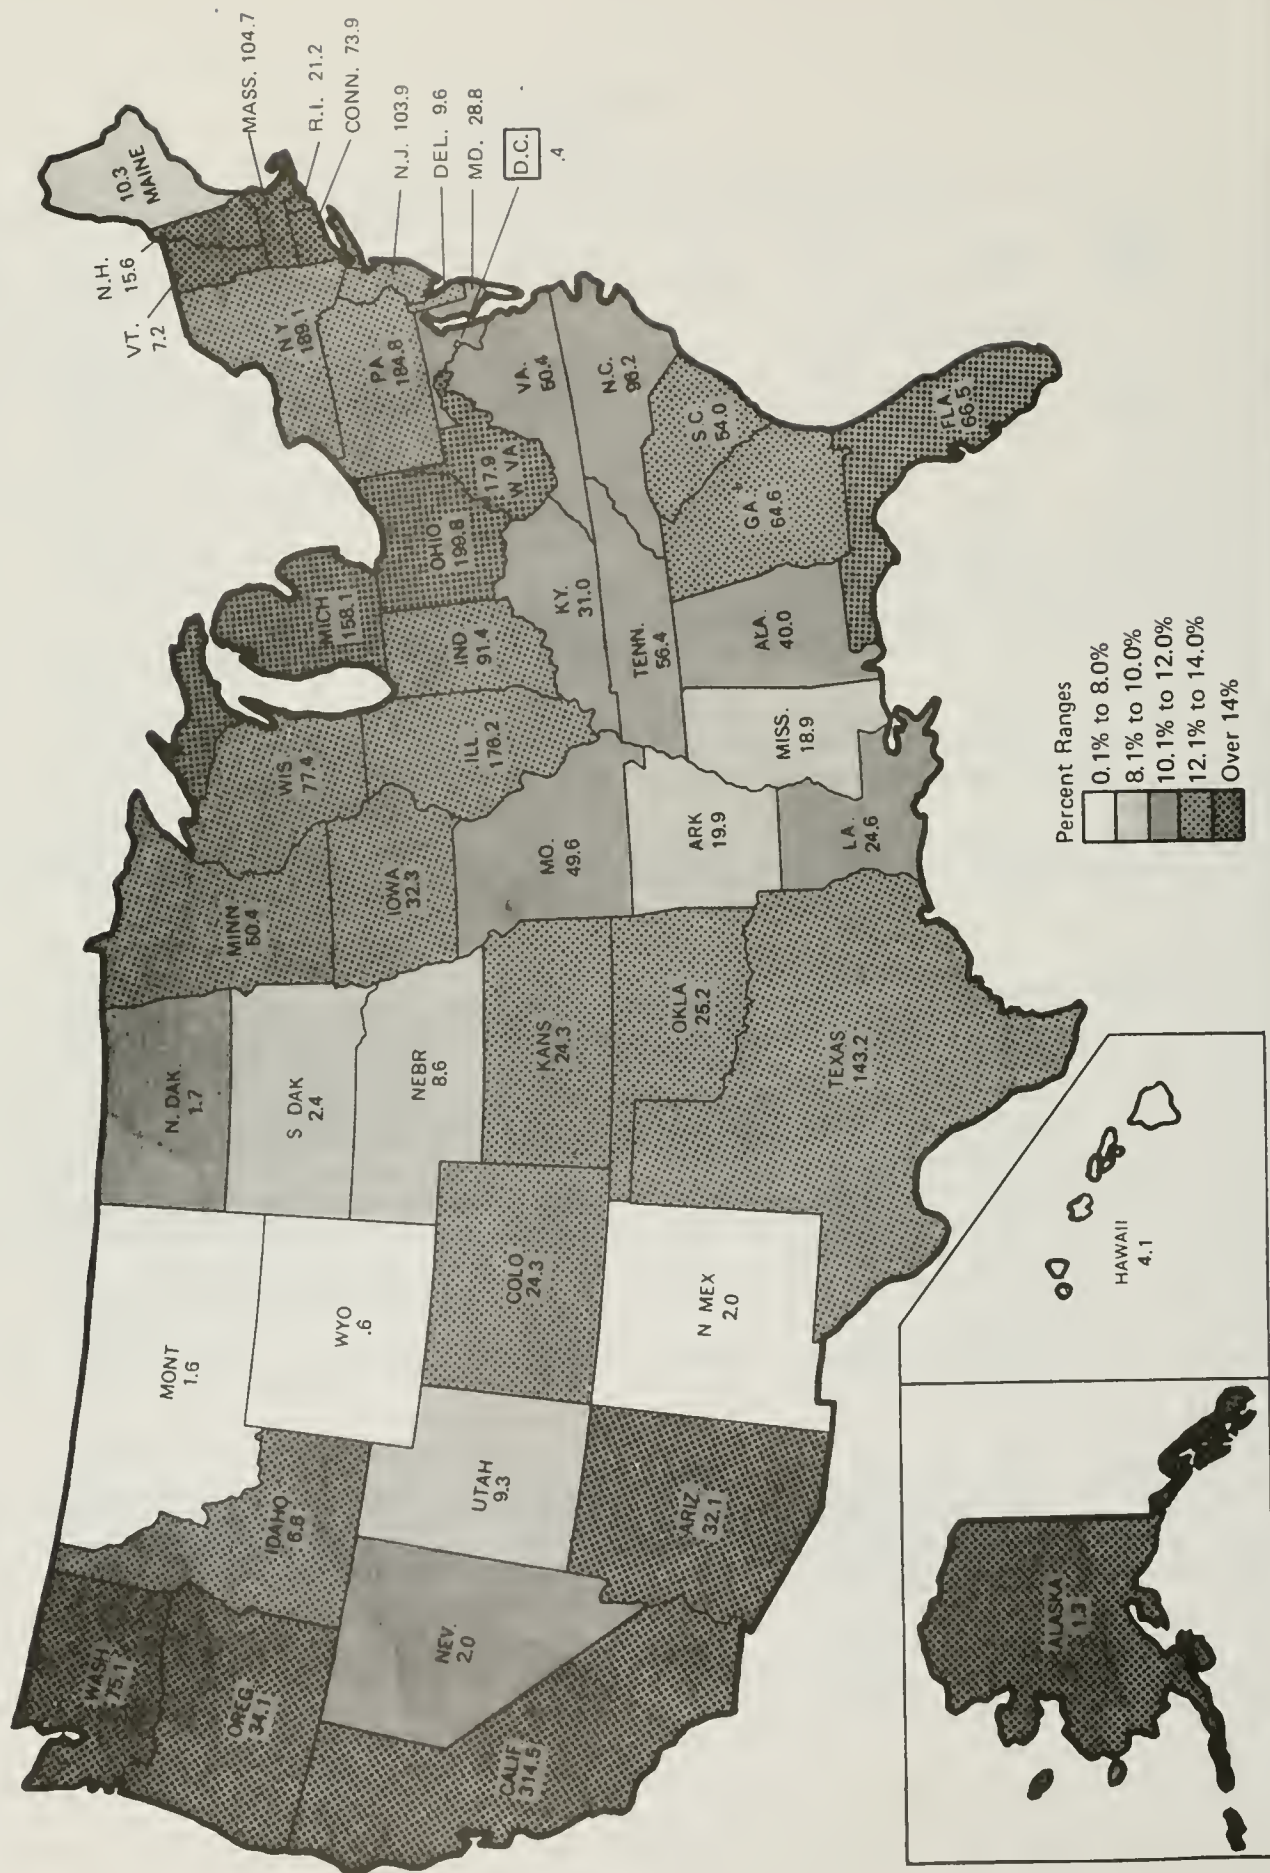 WASH
75.1
OREG
34.1
CALIF
314.5
IDAHO
6.8
NEV.
2.0
MONT
1.6
WYO
.6
UTAH
9.3
ARIZ.
32.1
COLO
24.3
N MEX
2.0
N. DAK.
1.7
S DAK
2.4
NEBR
8.6
KANS
24.3
OKLA
25.2
TEXAS
143.2
MINN
50.4
IOWA
32.3
MO.
49.6
ARK
19.9
LA.
24.6
WIS
77.4
ILL.
178.2
MICH
158.1
IND
91.4
OHIO
199.8
KY.
31.0
TENN.
56.4
MISS.
18.9
ALA.
40.0
GA
64.6
FLA.
66.5
S.C.
54.0
N.C.
96.2
VA.
50.4
17.9
W VA
PA
184.8
NY
189.1
VT.
7.2
N.H.
15.6
10.3
MAINE
MASS. 104.7
R.I. 21.2
CONN. 73.9
N.J. 103.9
DEL. 9.6
MD. 28.8
D.C.
.4
ALASKA
1.3
HAWAII
4.1
Percent Ranges
0.1% to 8.0%
8.1% to 10.0%
10.1% to 12.0%
12.1% to 14.0%
Over 14%